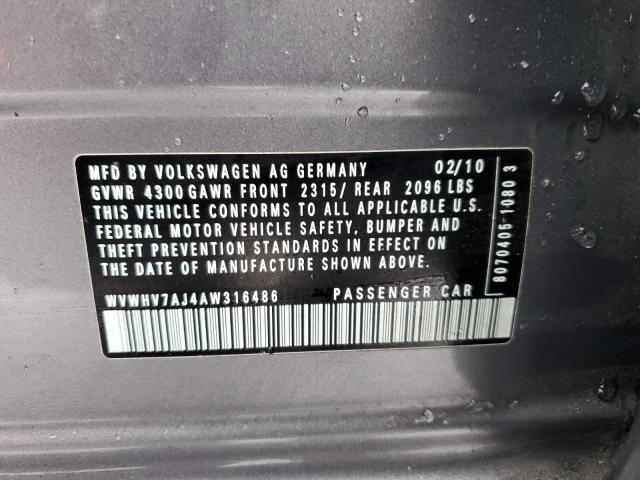 MFD BY VOLKSWAGEN AG GERMANY 02/10
GVWR 4300 GAWR FRONT 2315/ REAR 2096 LBS
THIS VEHICLE CONFORMS TO ALL APPLICABLE U.S.
FEDERAL MOTOR VEHICLE SAFETY, BUMPER AND
THEFT PREVENTION STANDARDS IN EFFECT ON
THE DATE OF MANUFACTURE SHOWN ABOVE.
WVWHV7AJ4AW316486 PASSENGER CAR
8070405 1080 3